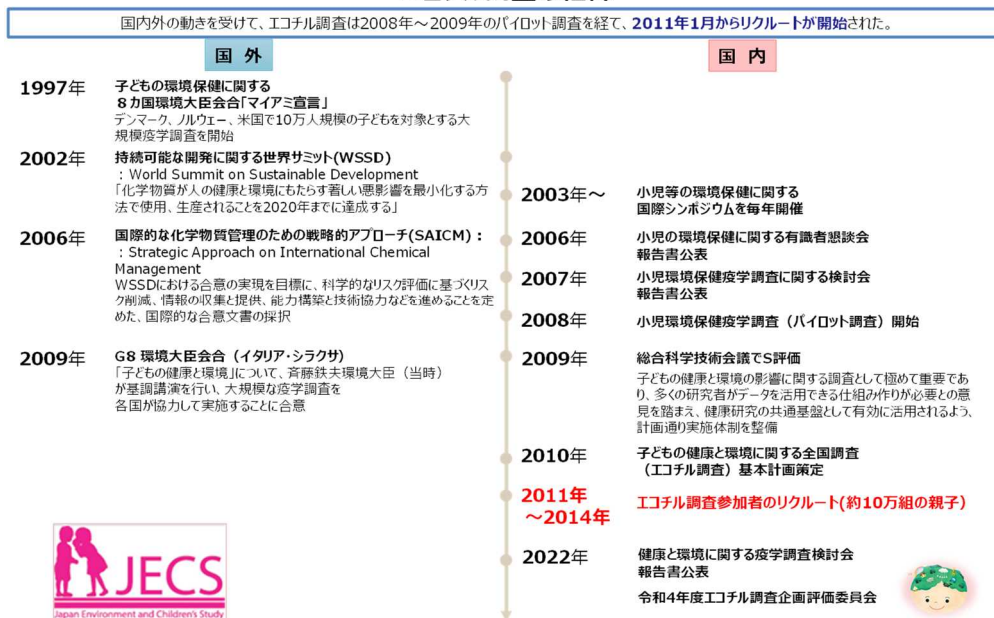 国内外の動きを受けて、エコチル調査は2008年～2009年のパイロット調査を経て、2011年1月からリクルートが開始された。
国 外
1997年 子どもの環境保健に関する
８カ国環境大臣会合「マイアミ宣言」
デンマーク、ノルウェー、米国で10万人規模の子どもを対象とする大
規模疫学調査を開始
2002年 持続可能な開発に関する世界サミット(WSSD)
: World Summit on Sustainable Development
「化学物質が人の健康と環境にもたらす著しい悪影響を最小化する方
法で使用、生産されることを2020年までに達成する」
2006年 国際的な化学物質管理のための戦略的アプローチ(SAICM)：
: Strategic Approach on International Chemical
Management
WSSDにおける合意の実現を目標に、科学的なリスク評価に基づくリス
ク削減、情報の収集と提供、能力構築と技術協力などを進めることを定
めた、国際的な合意文書の採択
2009年 G8 環境大臣会合（イタリア・シラクサ）
「子どもの健康と環境」について、斉藤鉄夫環境大臣（当時）
が基調講演を行い、大規模な疫学調査を
各国が協力して実施することに合意
国 内
2003年～ 小児等の環境保健に関する
国際シンポジウムを毎年開催
2006年 小児の環境保健に関する有識者懇談会
報告書公表
2007年 小児環境保健疫学調査に関する検討会
報告書公表
2008年 小児環境保健疫学調査（パイロット調査）開始
2009年 総合科学技術会議でS評価
子どもの健康と環境の影響に関する調査として極めて重要であ
り、多くの研究者がデータを活用できる仕組み作りが必要との意
見を踏まえ、健康研究の共通基盤として有効に活用されるよう、
計画通り実施体制を整備
2010年 子どもの健康と環境に関する全国調査
（エコチル調査）基本計画策定
2011年
～2014年 エコチル調査参加者のリクルート(約10万組の親子)
2022年 健康と環境に関する疫学調査検討会
報告書公表
令和4年度エコチル調査企画評価委員会
JECS
Japan Environment and Children's Study